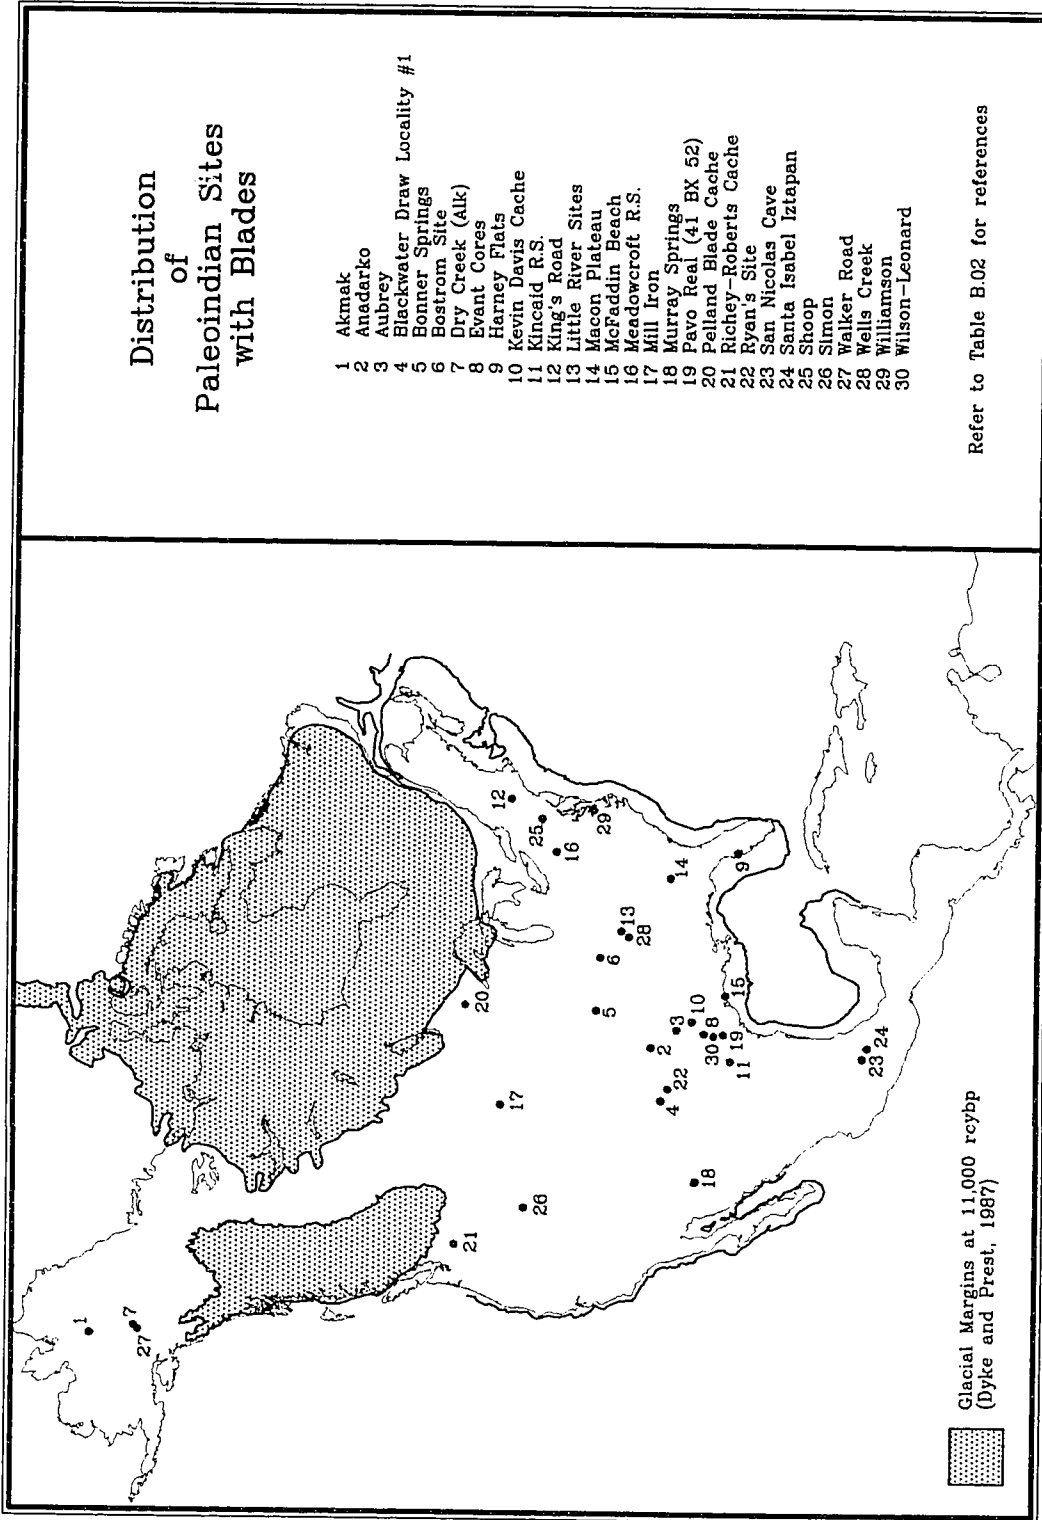 Distribution
of
Paleoindian Sites
with Blades
1 Akmak
2 Anadarko
3 Aubrey
4 Blackwater Draw Locality #1
5 Bonner Springs
6 Bostrom Site
7 Dry Creek (Alk)
8 Evant Cores
9 Harney Flats
10 Kevin Davis Cache
11 Kincaid R.S.
12 King's Road
13 Little River Sites
14 Macon Plateau
15 McFaddin Beach
16 Meadowcroft R.S.
17 Mill Iron
18 Murray Springs
19 Pavo Real (41 BX 52)
20 Pelland Blade Cache
21 Richey-Roberts Cache
22 Ryan's Site
23 San Nicolas Cave
24 Santa Isabel Iztapan
25 Shoop
26 Simon
27 Walker Road
28 Wells Creek
29 Williamson
30 Wilson-Leonard
Refer to Table B.02 for references
1
7
27
21
26
18
17
20
4
22
2
3
10
30
8
19
11
15
5
6
13
28
14
9
12
25
16
29
23
24
Glacial Margins at 11,000 rcybp
(Dyke and Prest, 1987)